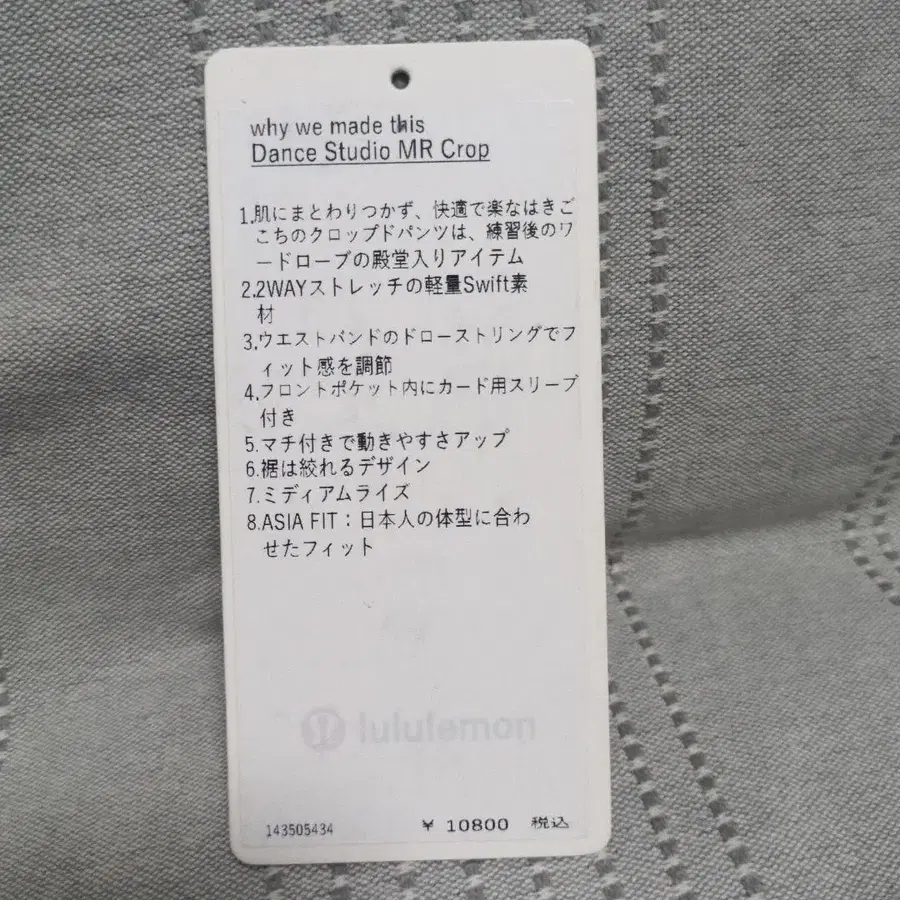 why we made this
Dance Studio MR Crop
1.肌にまとわりつかず、快適で楽なはきご
こちのクロップドパンツは、練習後のワ
ードローブの殿堂入りアイテム
2.2WAYストレッチの軽量Swift素
材
3.ウエストバンドのドローストリングでフ
ィット感を調節
4.フロントポケット内にカード用スリーブ
付き
5.マチ付きで動きやすさアップ
6.裾は絞れるデザイン
7.ミディアムライズ
8.ASIA FIT：日本人の体型に合わ
せたフィット
lululemon
143505434 ¥ 10800 税込